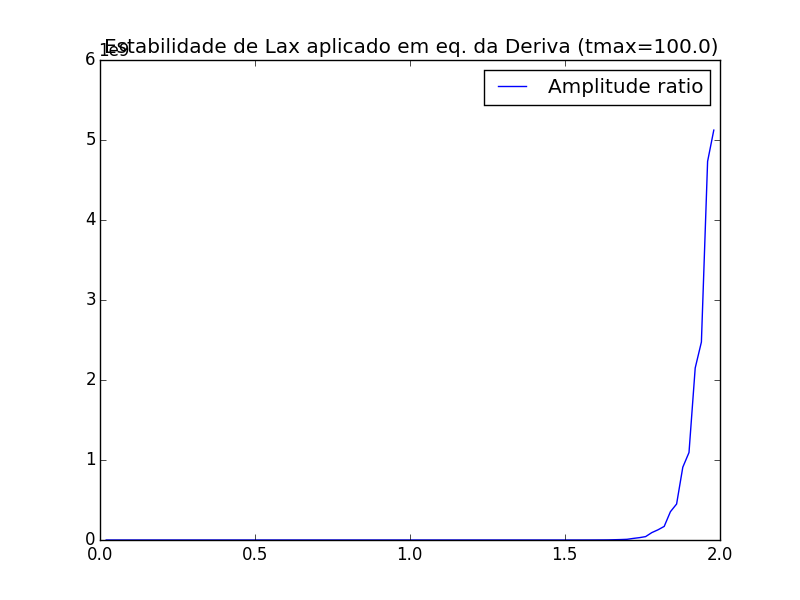 Estabilidade de Lax aplicado em eq. da Deriva (tmax=100.0)
1e9
Amplitude ratio
6
5
4
3
2
1
0
0.0 0.5 1.0 1.5 2.0